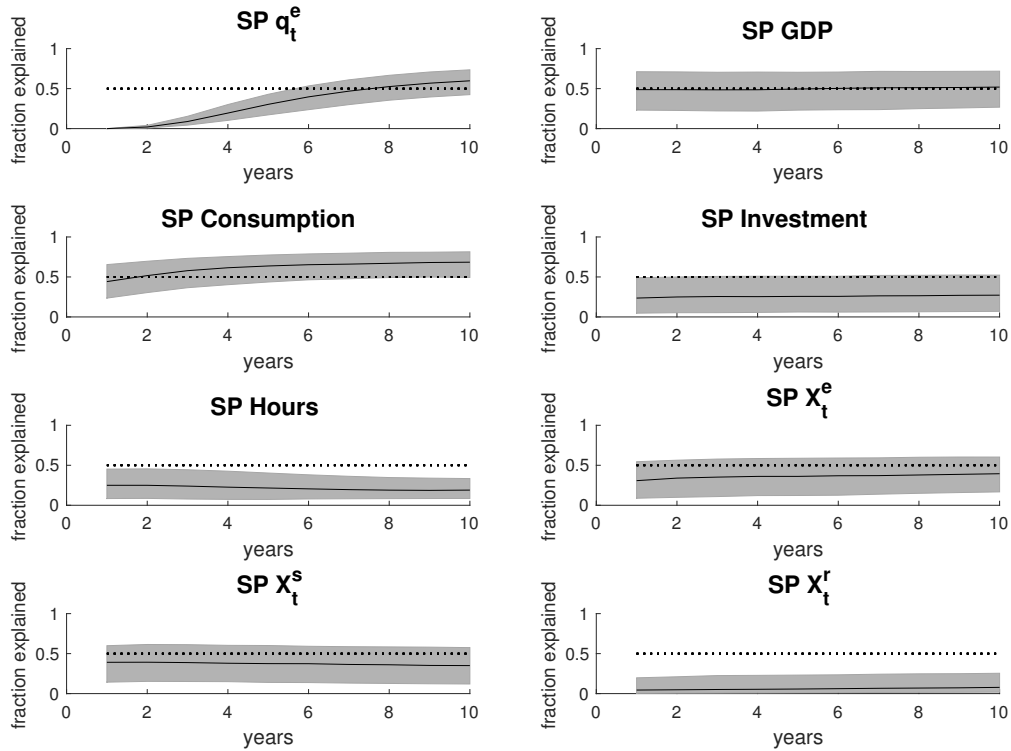 SP q_t^e
fraction explained
1
0.5
0
0 2 4 6 8 10
years
SP GDP
fraction explained
1
0.5
0
0 2 4 6 8 10
years
SP Consumption
fraction explained
1
0.5
0
0 2 4 6 8 10
years
SP Investment
fraction explained
1
0.5
0
0 2 4 6 8 10
years
SP Hours
fraction explained
1
0.5
0
0 2 4 6 8 10
years
SP X_t^e
fraction explained
1
0.5
0
0 2 4 6 8 10
years
SP X_t^s
fraction explained
1
0.5
0
0 2 4 6 8 10
years
SP X_t^r
fraction explained
1
0.5
0
0 2 4 6 8 10
years